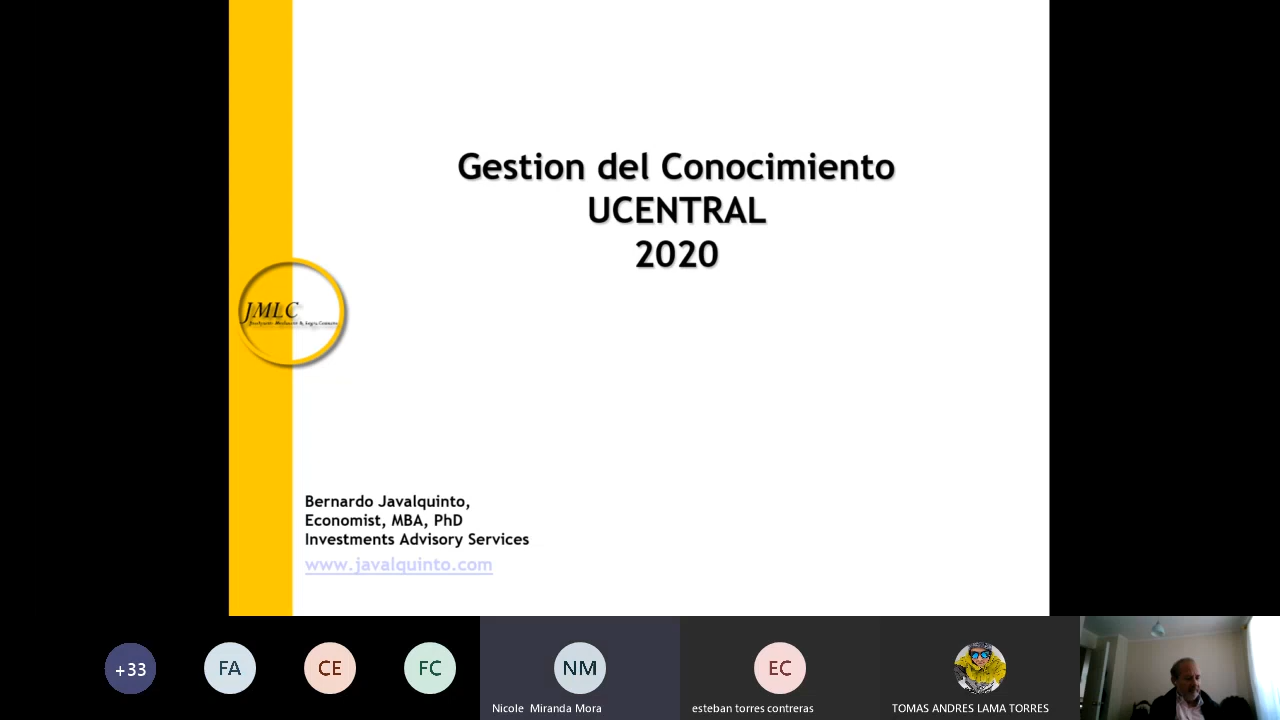 Gestion del Conocimiento
UCENTRAL
2020
JMLC
Bernardo Javalquinto,
Economist, MBA, PhD
Investments Advisory Services
www.javalquinto.com
+33
FA
CE
FC
NM
EC
Nicole Miranda Mora
esteban torres contreras
TOMAS ANDRES LAMA TORRES